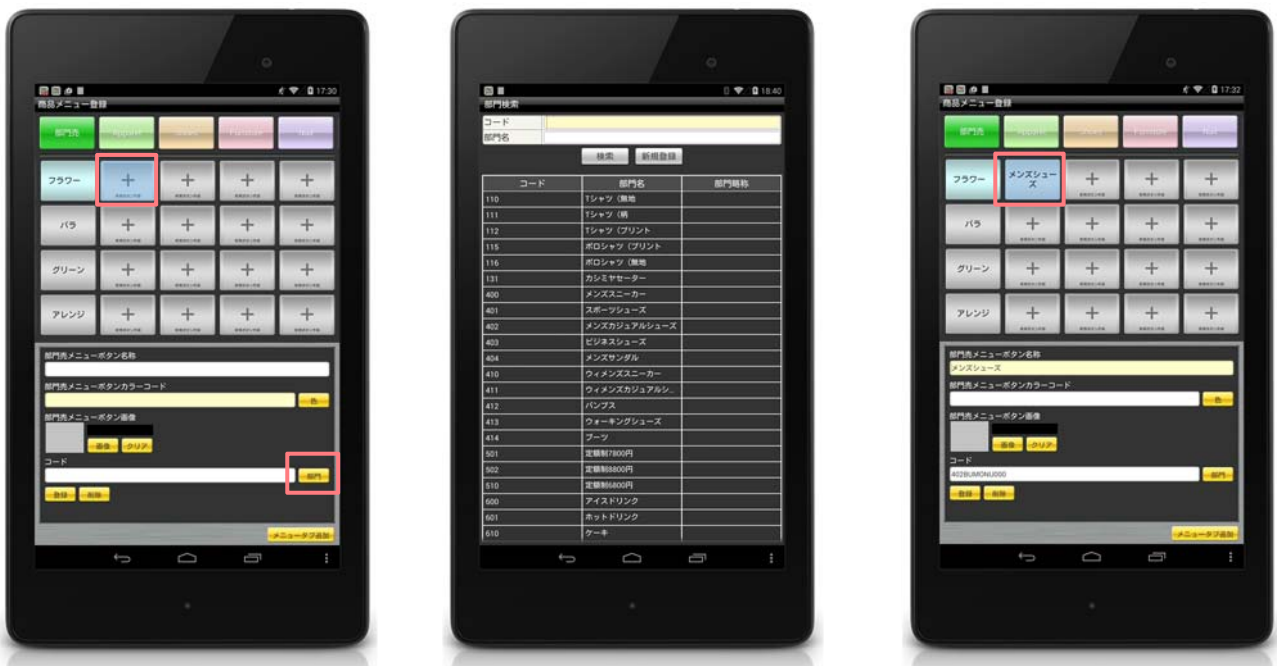 17:30
商品メニュー登録
部門売 Apparel Shoes Furniture Nail
フラワー
バラ
グリーン
アレンジ
部門売メニューボタン名称
部門売メニューボタンカラーコード
色
部門売メニューボタン画像
画像 クリア
コード
部門
登録 削除
メニュータブ追加
18:40
部門検索
コード
部門名
検索 新規登録
コード 部門名 部門略称
110 Tシャツ（無地
111 Tシャツ（柄
112 Tシャツ（プリント
115 ポロシャツ（プリント
116 ポロシャツ（無地
131 カシミヤセーター
400 メンズスニーカー
401 スポーツシューズ
402 メンズカジュアルシューズ
403 ビジネスシューズ
404 メンズサンダル
410 ウィメンズスニーカー
411 ウィメンズカジュアルシ...
412 パンプス
413 ウォーキングシューズ
414 ブーツ
501 定額制7800円
502 定額制8800円
510 定額制6800円
600 アイスドリンク
601 ホットドリンク
610 ケーキ
17:32
商品メニュー登録
部門売 Apparel Shoes Furniture Nail
フラワー メンズシュー
ズ
バラ
グリーン
アレンジ
部門売メニューボタン名称
メンズシューズ
部門売メニューボタンカラーコード
色
部門売メニューボタン画像
画像 クリア
コード
402BUMONU000 部門
登録 削除
メニュータブ追加